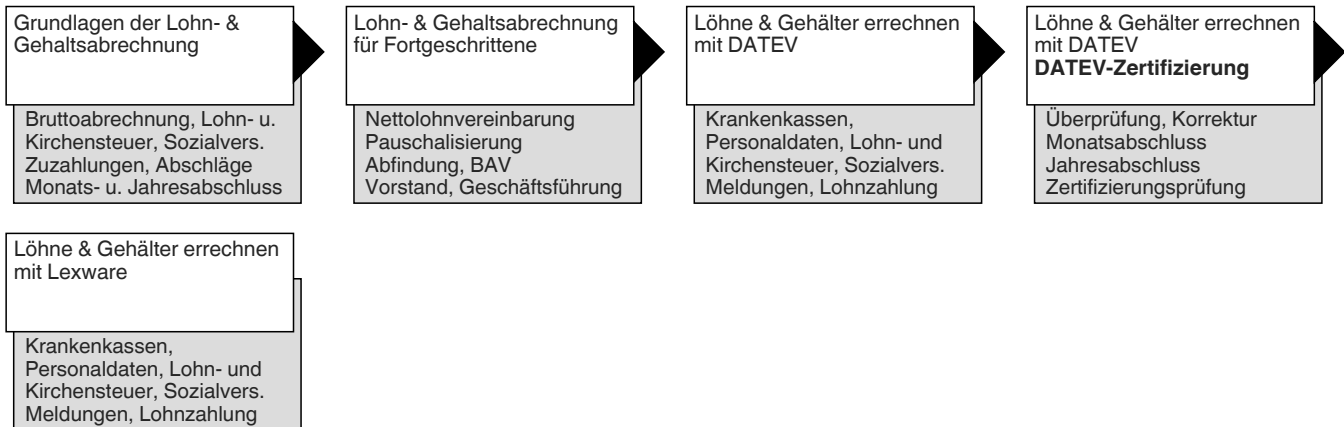 Grundlagen der Lohn- &
Gehaltsabrechnung
Bruttoabrechnung, Lohn- u.
Kirchensteuer, Sozialvers.
Zuzahlungen, Abschläge
Monats- u. Jahresabschluss
Lohn- & Gehaltsabrechnung
für Fortgeschrittene
Nettolohnvereinbarung
Pauschalisierung
Abfindung, BAV
Vorstand, Geschäftsführung
Löhne & Gehälter errechnen
mit DATEV
Krankenkassen,
Personaldaten, Lohn- und
Kirchensteuer, Sozialvers.
Meldungen, Lohnzahlung
Löhne & Gehälter errechnen
mit DATEV
DATEV-Zertifizierung
Überprüfung, Korrektur
Monatsabschluss
Jahresabschluss
Zertifizierungsprüfung
Löhne & Gehälter errechnen
mit Lexware
Krankenkassen,
Personaldaten, Lohn- und
Kirchensteuer, Sozialvers.
Meldungen, Lohnzahlung